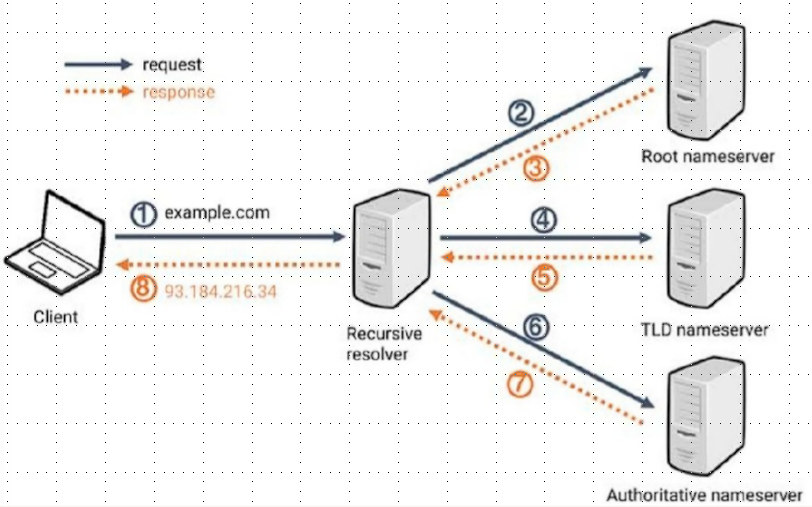 request
response
② 
Root nameserver
③
① example.com
④
⑤
⑧ 93.184.216.34
Client
Recursive
resolver
TLD nameserver
⑥
⑦
Authoritative nameserver